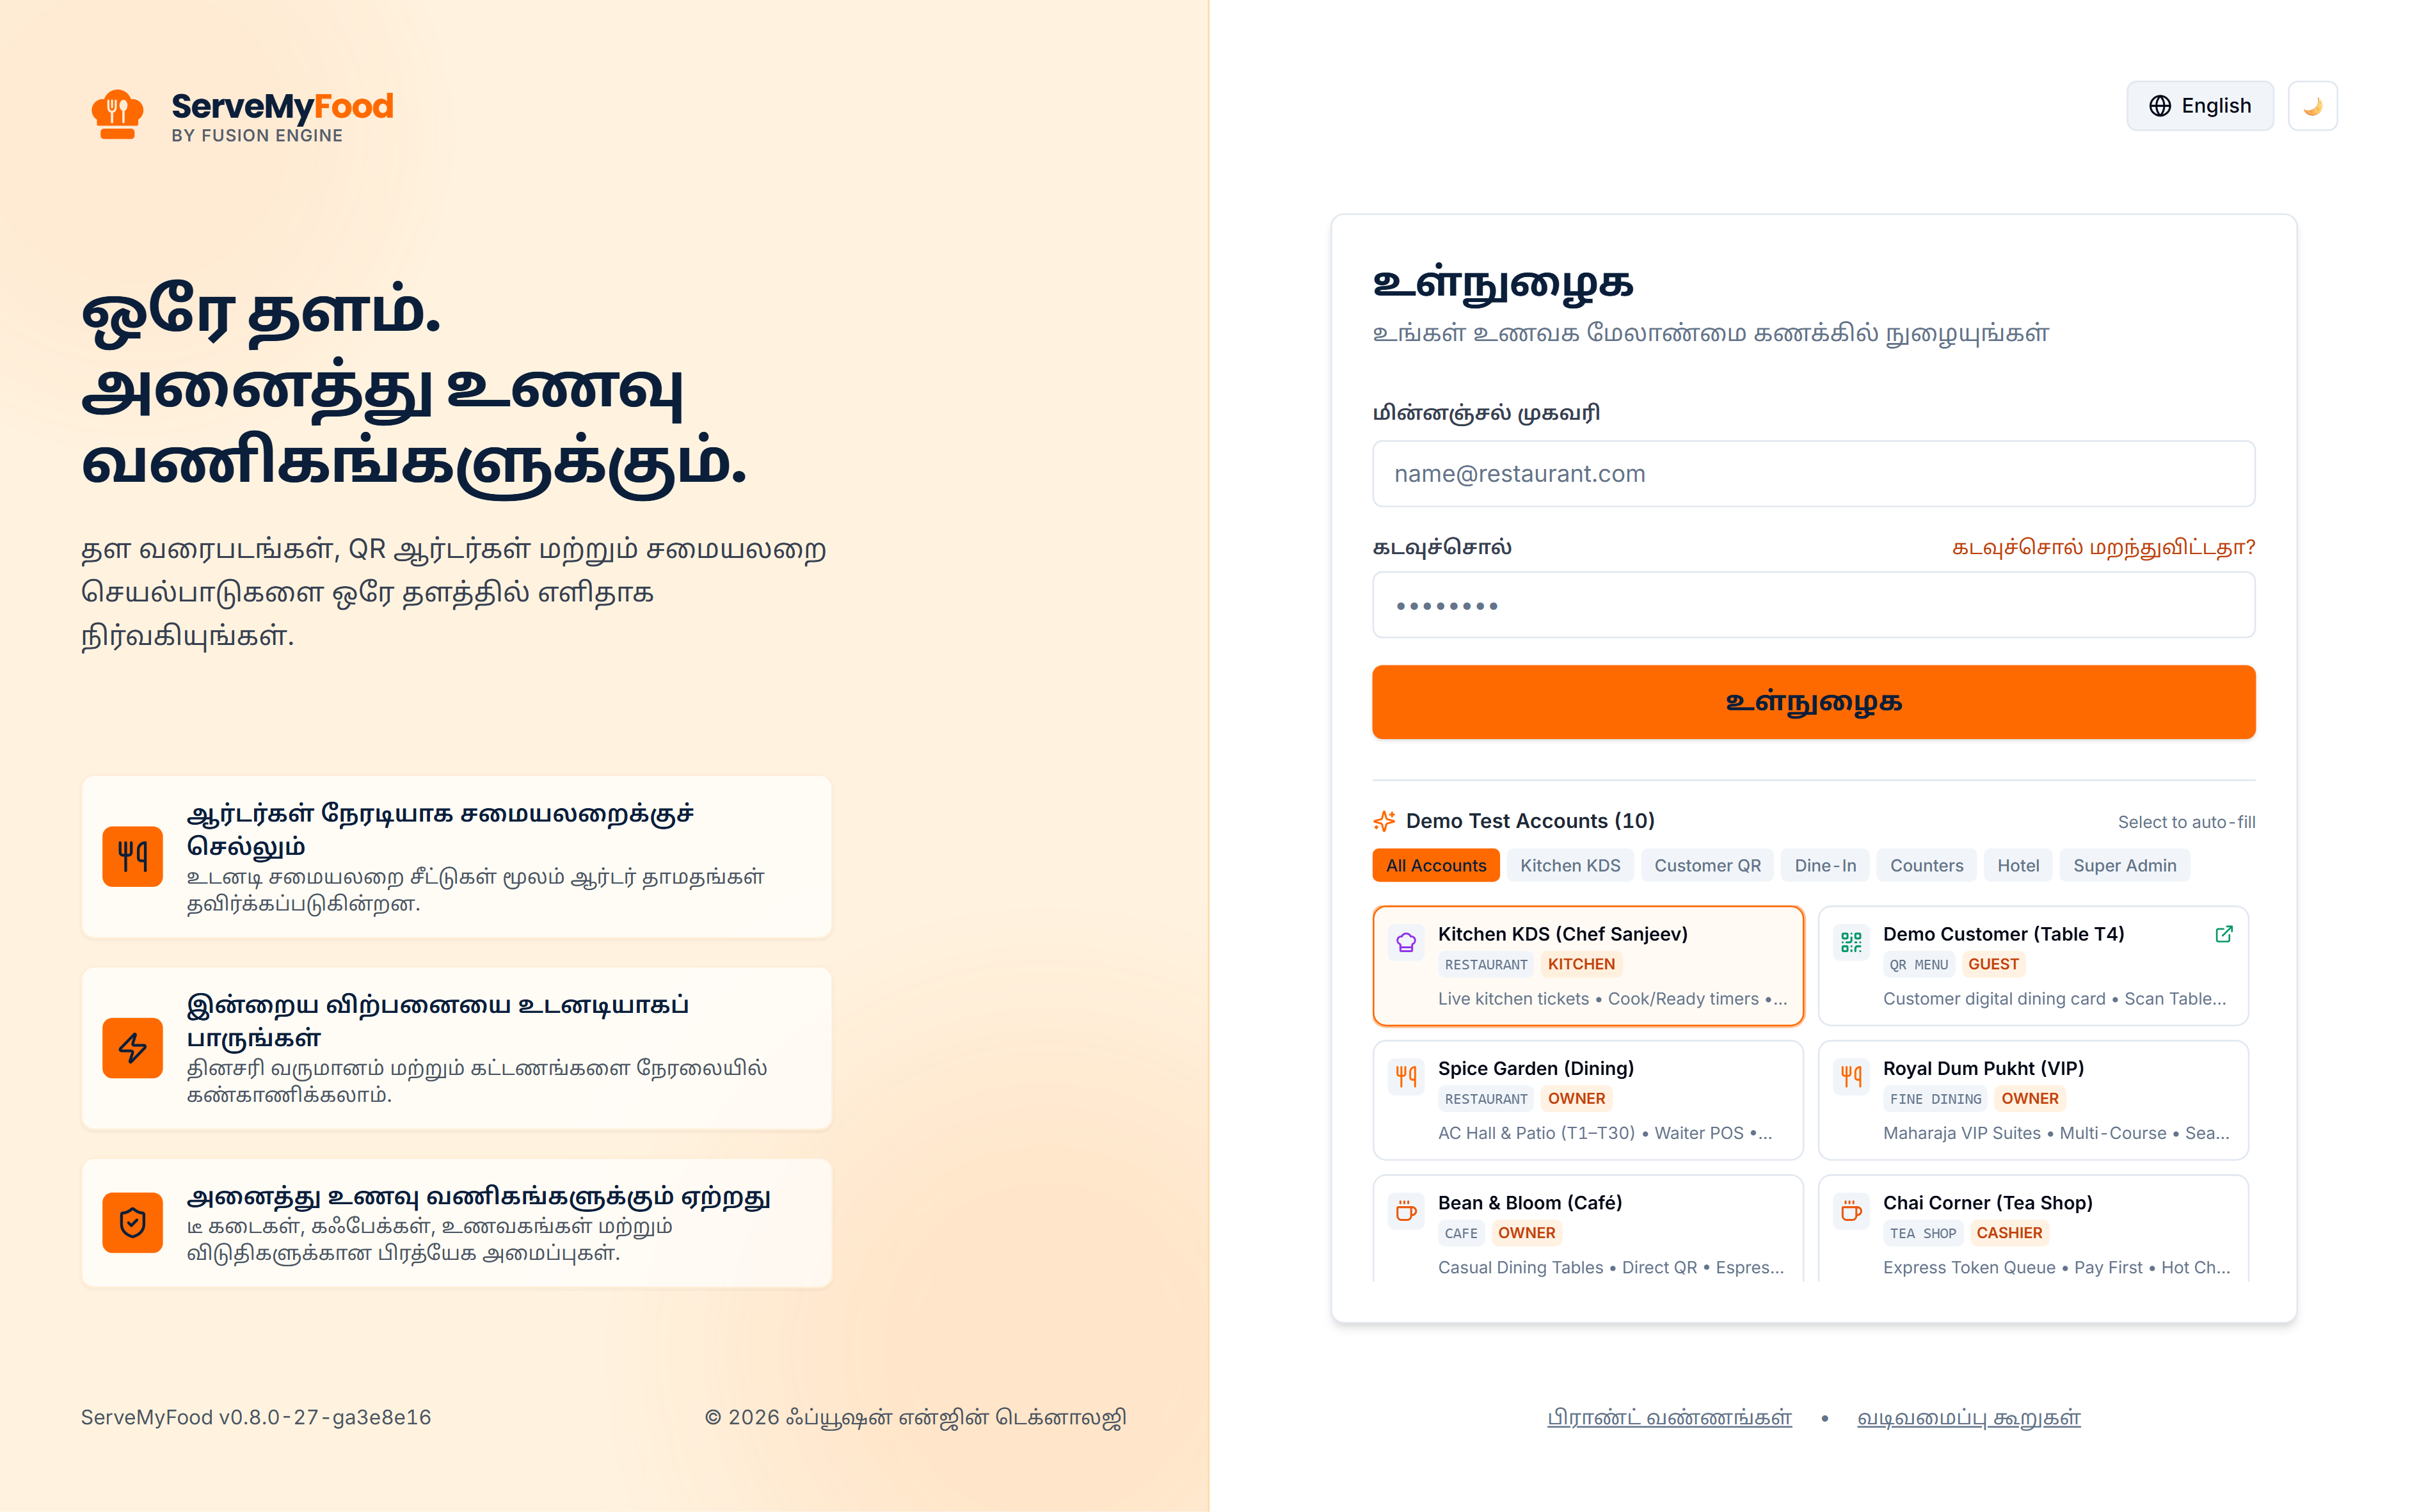 ServeMyFood
BY FUSION ENGINE
ஒரே தளம்.
அனைத்து உணவு
வணிகங்களுக்கும்.
தள வரைபடங்கள், QR ஆர்டர்கள் மற்றும் சமையலறை
செயல்பாடுகளை ஒரே தளத்தில் எளிதாக
நிர்வகியுங்கள்.
ஆர்டர்கள் நேரடியாக சமையலறைக்குச்
செல்லும்
உடனடி சமையலறை சீட்டுகள் மூலம் ஆர்டர் தாமதங்கள்
தவிர்க்கப்படுகின்றன.
இன்றைய விற்பனையை உடனடியாகப்
பாருங்கள்
தினசரி வருமானம் மற்றும் கட்டணங்களை நேரலையில்
கண்காணிக்கலாம்.
அனைத்து உணவு வணிகங்களுக்கும் ஏற்றது
டீ கடைகள், கஃபேக்கள், உணவகங்கள் மற்றும்
விடுதிகளுக்கான பிரத்யேக அமைப்புகள்.
ServeMyFood v0.8.0-27-ga3e8e16
© 2026 ஃப்யூஷன் என்ஜின் டெக்னாலஜி
English
உள்நுழைக
உங்கள் உணவக மேலாண்மை கணக்கில் நுழையுங்கள்
மின்னஞ்சல் முகவரி
name@restaurant.com
கடவுச்சொல்
கடவுச்சொல் மறந்துவிட்டதா?
••••••••
உள்நுழைக
Demo Test Accounts (10)
Select to auto-fill
All Accounts
Kitchen KDS
Customer QR
Dine-In
Counters
Hotel
Super Admin
Kitchen KDS (Chef Sanjeev)
RESTAURANT KITCHEN
Live kitchen tickets • Cook/Ready timers •...
Demo Customer (Table T4)
QR MENU GUEST
Customer digital dining card • Scan Table...
Spice Garden (Dining)
RESTAURANT OWNER
AC Hall & Patio (T1–T30) • Waiter POS •...
Royal Dum Pukht (VIP)
FINE DINING OWNER
Maharaja VIP Suites • Multi-Course • Sea...
Bean & Bloom (Café)
CAFE OWNER
Casual Dining Tables • Direct QR • Espres...
Chai Corner (Tea Shop)
TEA SHOP CASHIER
Express Token Queue • Pay First • Hot Ch...
பிராண்ட் வண்ணங்கள் • வடிவமைப்பு கூறுகள்